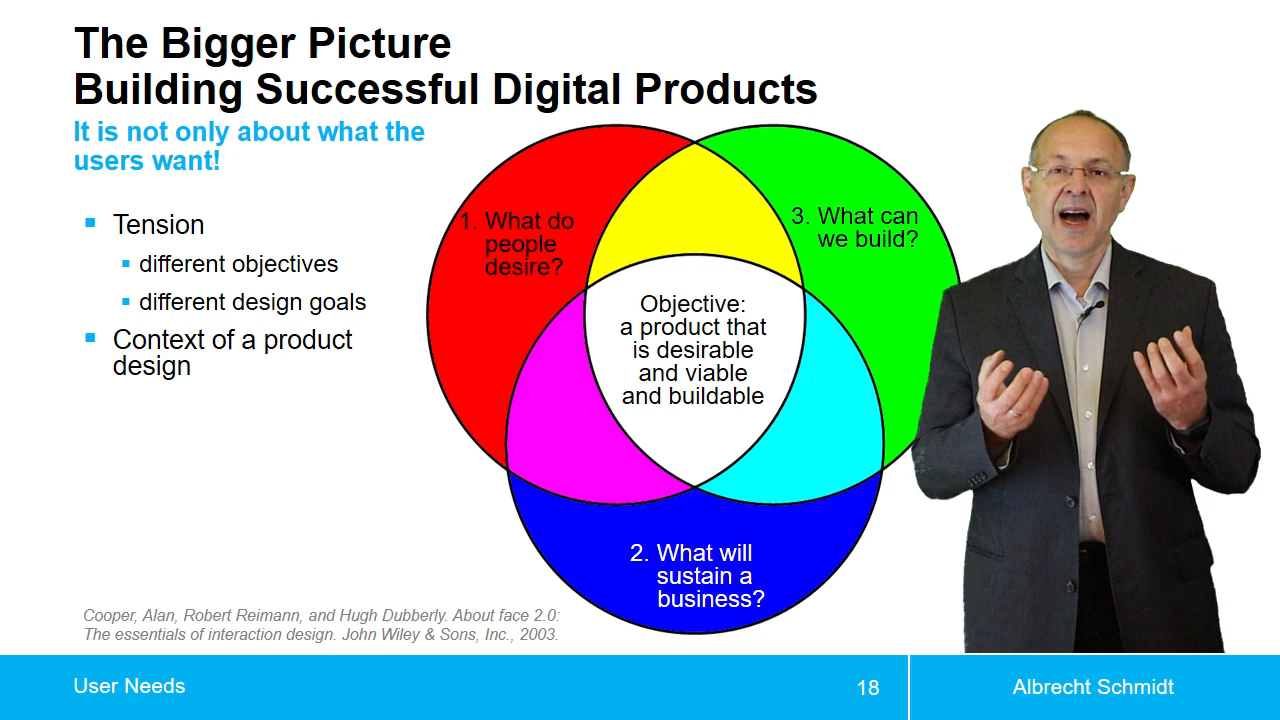 The Bigger Picture
Building Successful Digital Products
It is not only about what the
users want!
Tension
different objectives
different design goals
Context of a product
design
1. What do
people
desire?
3. What can
we build?
Objective:
a product that
is desirable
and viable
and buildable
2. What will
sustain a
business?
Cooper, Alan, Robert Reimann, and Hugh Dubberly. About face 2.0:
The essentials of interaction design. John Wiley & Sons, Inc., 2003.
User Needs
18
Albrecht Schmidt